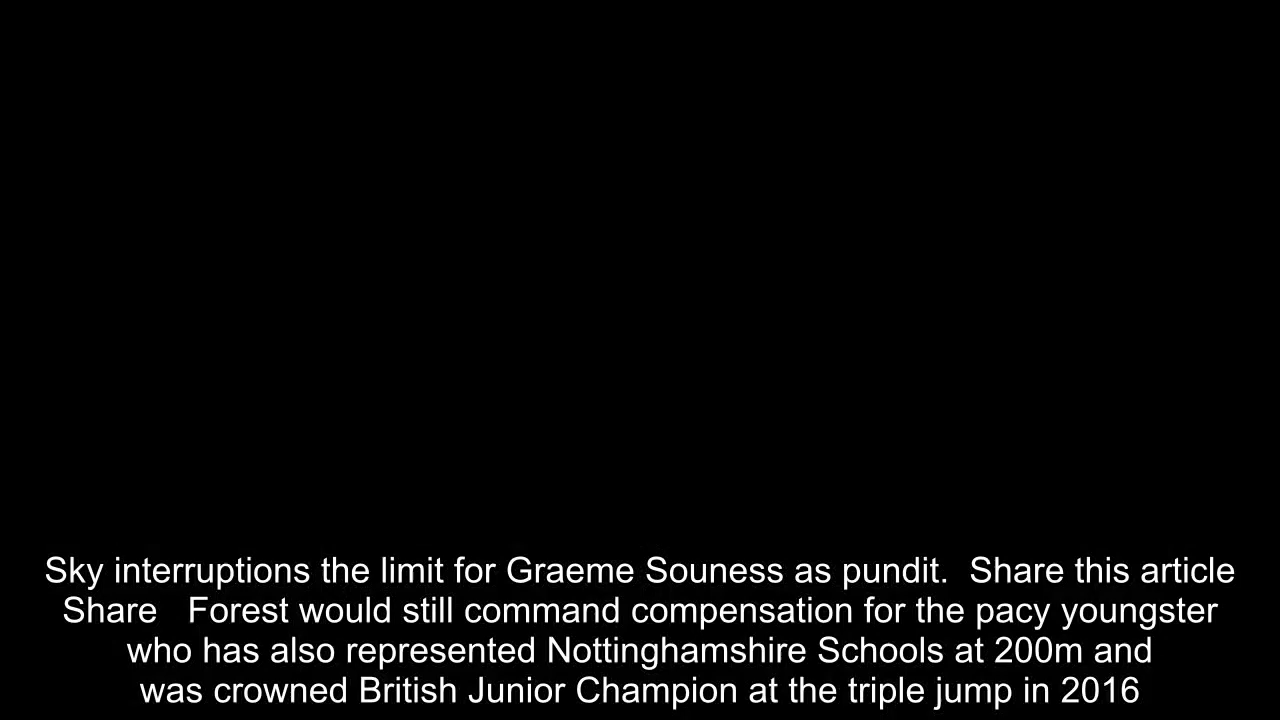 Sky interruptions the limit for Graeme Souness as pundit.  Share this article
Share   Forest would still command compensation for the pacy youngster
who has also represented Nottinghamshire Schools at 200m and
was crowned British Junior Champion at the triple jump in 2016